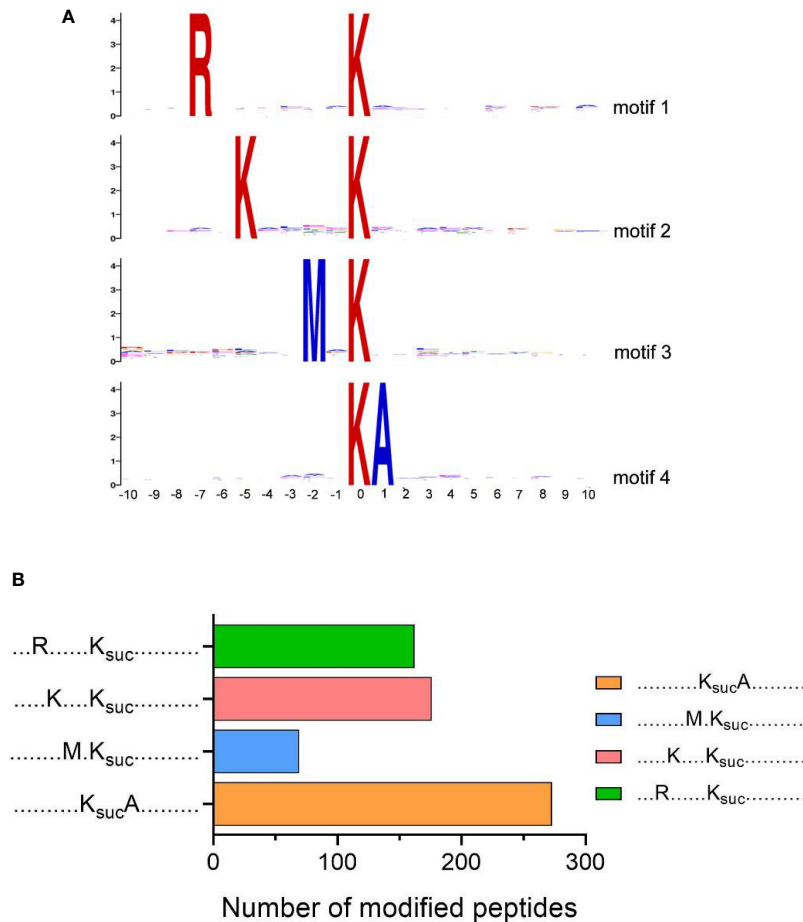 A
4
3
2
1
0
R K
motif 1
4
3
2
1
0
K K
motif 2
4
3
2
1
0
M K
motif 3
4
3
2
1
0
KA
motif 4
-10 -9 -8 -7 -6 -5 -4 -3 -2 -1 0 1 2 3 4 5 6 7 8 9 10
B
...R......Ksuc..........
.....K....Ksuc..........
........M.Ksuc..........
..........KsucA.........
0 100 200 300
Number of modified peptides
..........KsucA.........
........M.Ksuc..........
.....K....Ksuc..........
...R......Ksuc..........